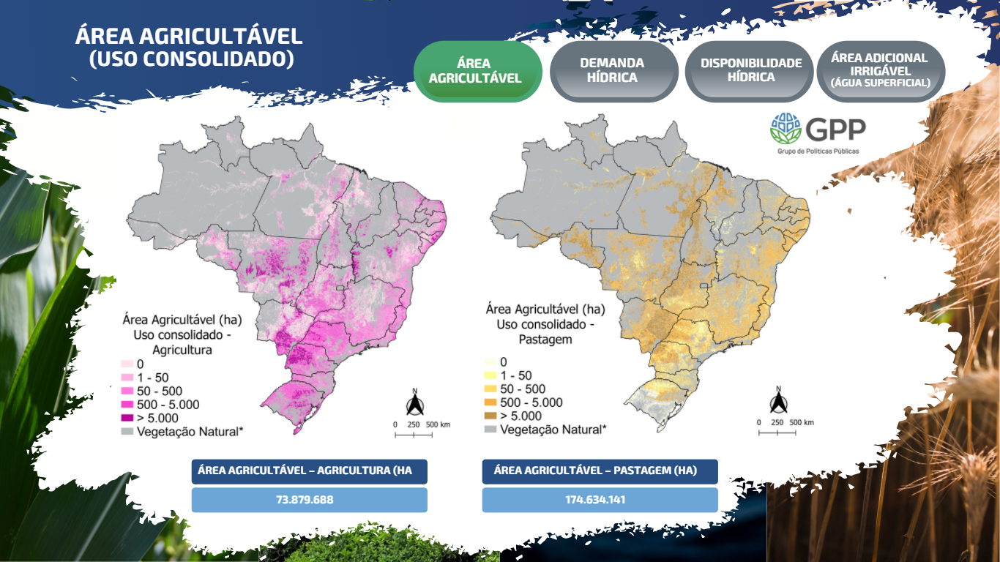 ÁREA AGRICULTÁVEL
(USO CONSOLIDADO)
ÁREA
AGRICULTÁVEL
DEMANDA
HÍDRICA
DISPONIBILIDADE
HÍDRICA
ÁREA ADICIONAL
IRRIGÁVEL
(ÁGUA SUPERFICIAL)
GPP
Grupo de Políticas Públicas
Área Agricultável (ha)
Uso consolidado -
Agricultura
0
1 - 50
50 - 500
500 - 5.000
> 5.000
Vegetação Natural*
N
0 250 500 km
Área Agricultável (ha)
Uso consolidado -
Pastagem
0
1 - 50
50 - 500
500 - 5.000
> 5.000
Vegetação Natural*
N
0 250 500 km
ÁREA AGRICULTÁVEL – AGRICULTURA (HA
73.879.688
ÁREA AGRICULTÁVEL – PASTAGEM (HA)
174.634.141